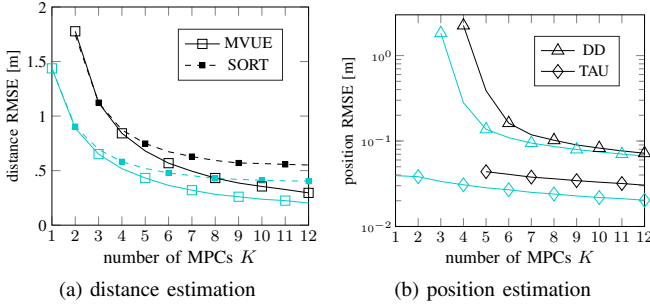 2
1.5
1
.5
0
distance RMSE [m]
MVUE
SORT
1 2 3 4 5 6 7 8 9 10 11 12
number of MPCs K
(a) distance estimation
10^0
10^{-1}
10^{-2}
position RMSE [m]
DD
TAU
1 2 3 4 5 6 7 8 9 10 11 12
number of MPCs K
(b) position estimation